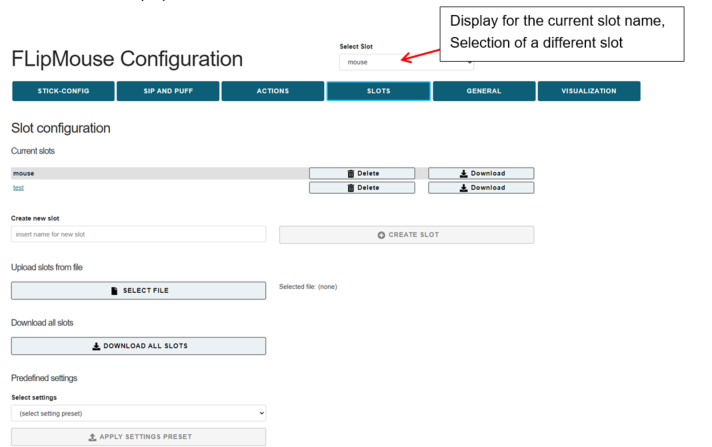 Display for the current slot name,
Selection of a different slot
FLipMouse Configuration
Select Slot
mouse
STICK-CONFIG
SIP AND PUFF
ACTIONS
SLOTS
GENERAL
VISUALIZATION
Slot configuration
Current slots
mouse
Delete
Download
test
Delete
Download
Create new slot
insert name for new slot
CREATE SLOT
Upload slots from file
SELECT FILE
Selected file: (none)
Download all slots
DOWNLOAD ALL SLOTS
Predefined settings
Select settings
(select setting preset)
APPLY SETTINGS PRESET